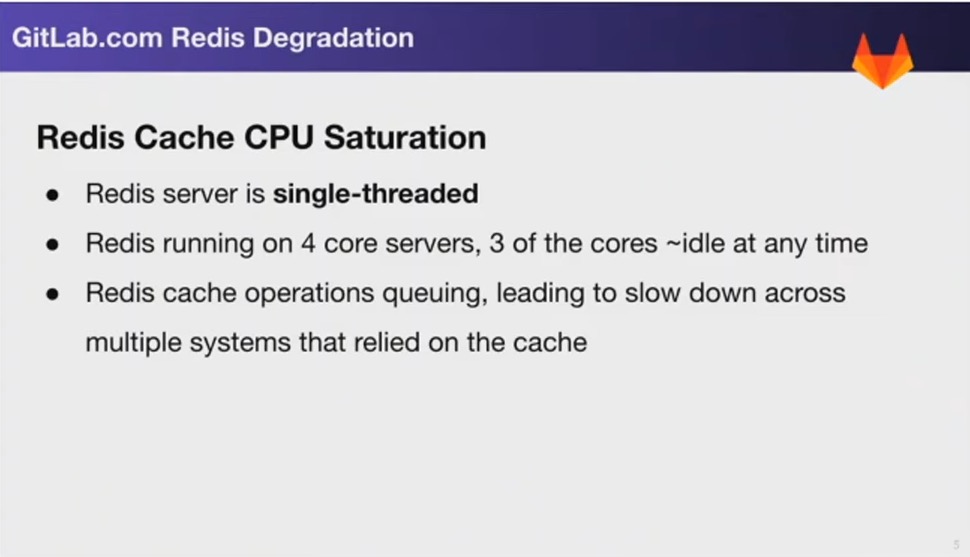 GitLab.com Redis Degradation
Redis Cache CPU Saturation
● Redis server is single-threaded
● Redis running on 4 core servers, 3 of the cores ~idle at any time
● Redis cache operations queuing, leading to slow down across
multiple systems that relied on the cache
5